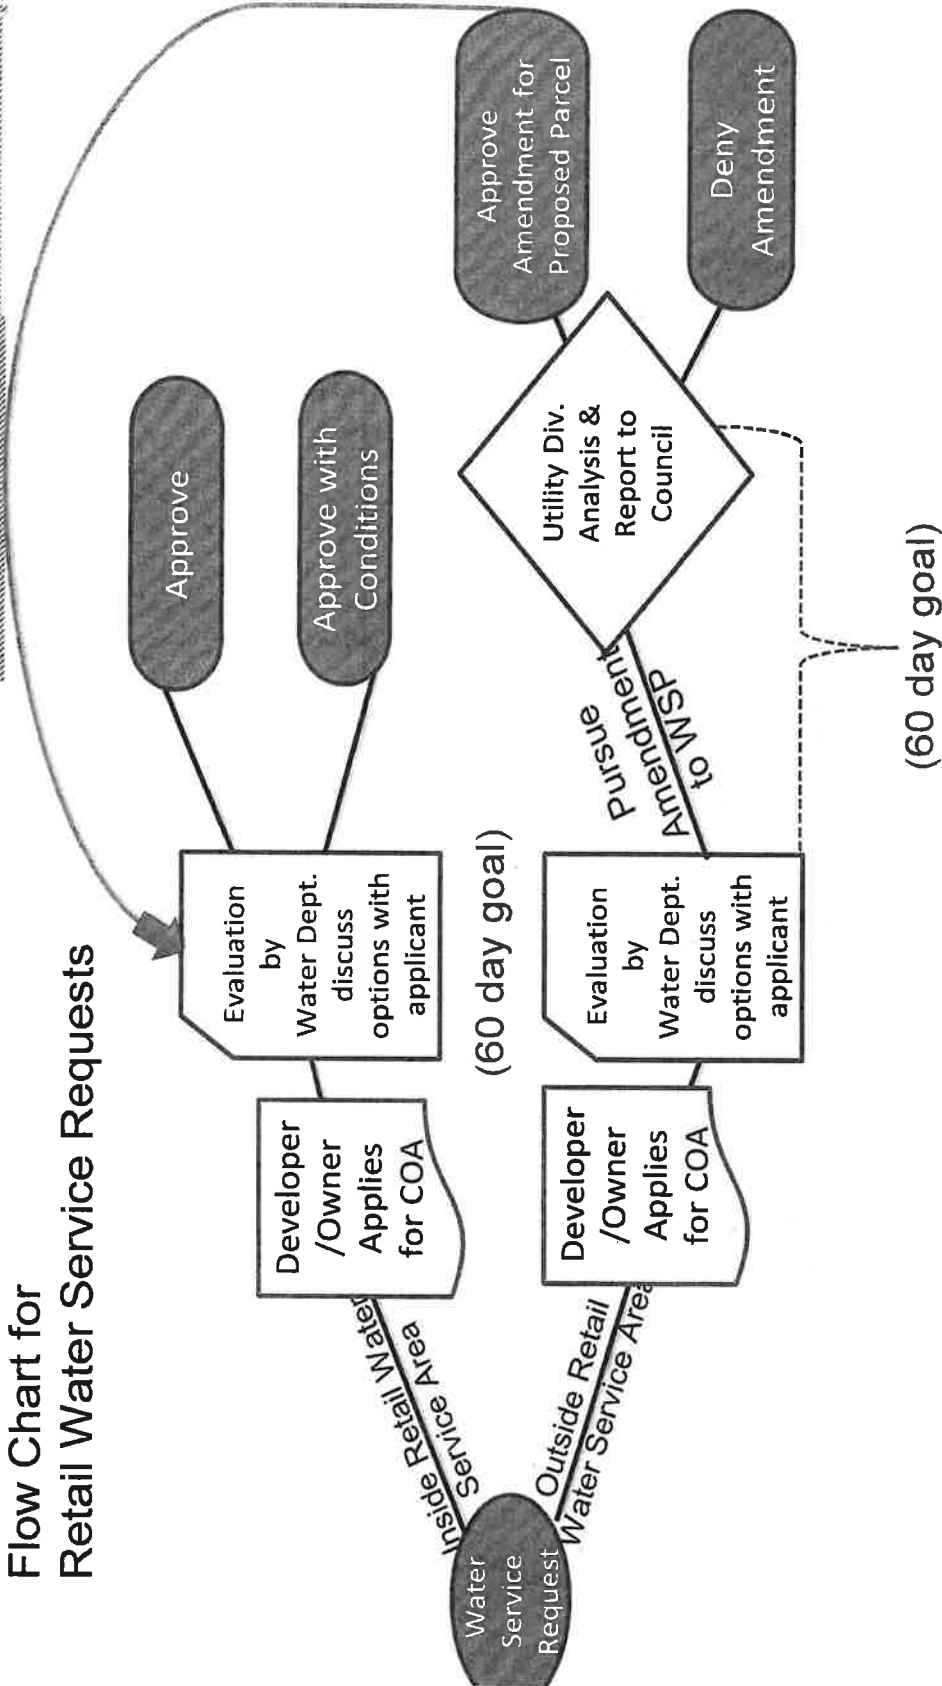 Flow Chart for
Retail Water Service Requests
Water
Service
Request
Inside Retail Water
Service Area
Developer
/Owner
Applies
for COA
Evaluation
by
Water Dept.
discuss
options with
applicant
(60 day goal)
Approve
Approve with
Conditions
Outside Retail
Water Service Area
Developer
/Owner
Applies
for COA
Evaluation
by
Water Dept.
discuss
options with
applicant
Pursue
Amendment
to WSP
Utility Div.
Analysis &
Report to
Council
(60 day goal)
Approve
Amendment for
Proposed Parcel
Deny
Amendment